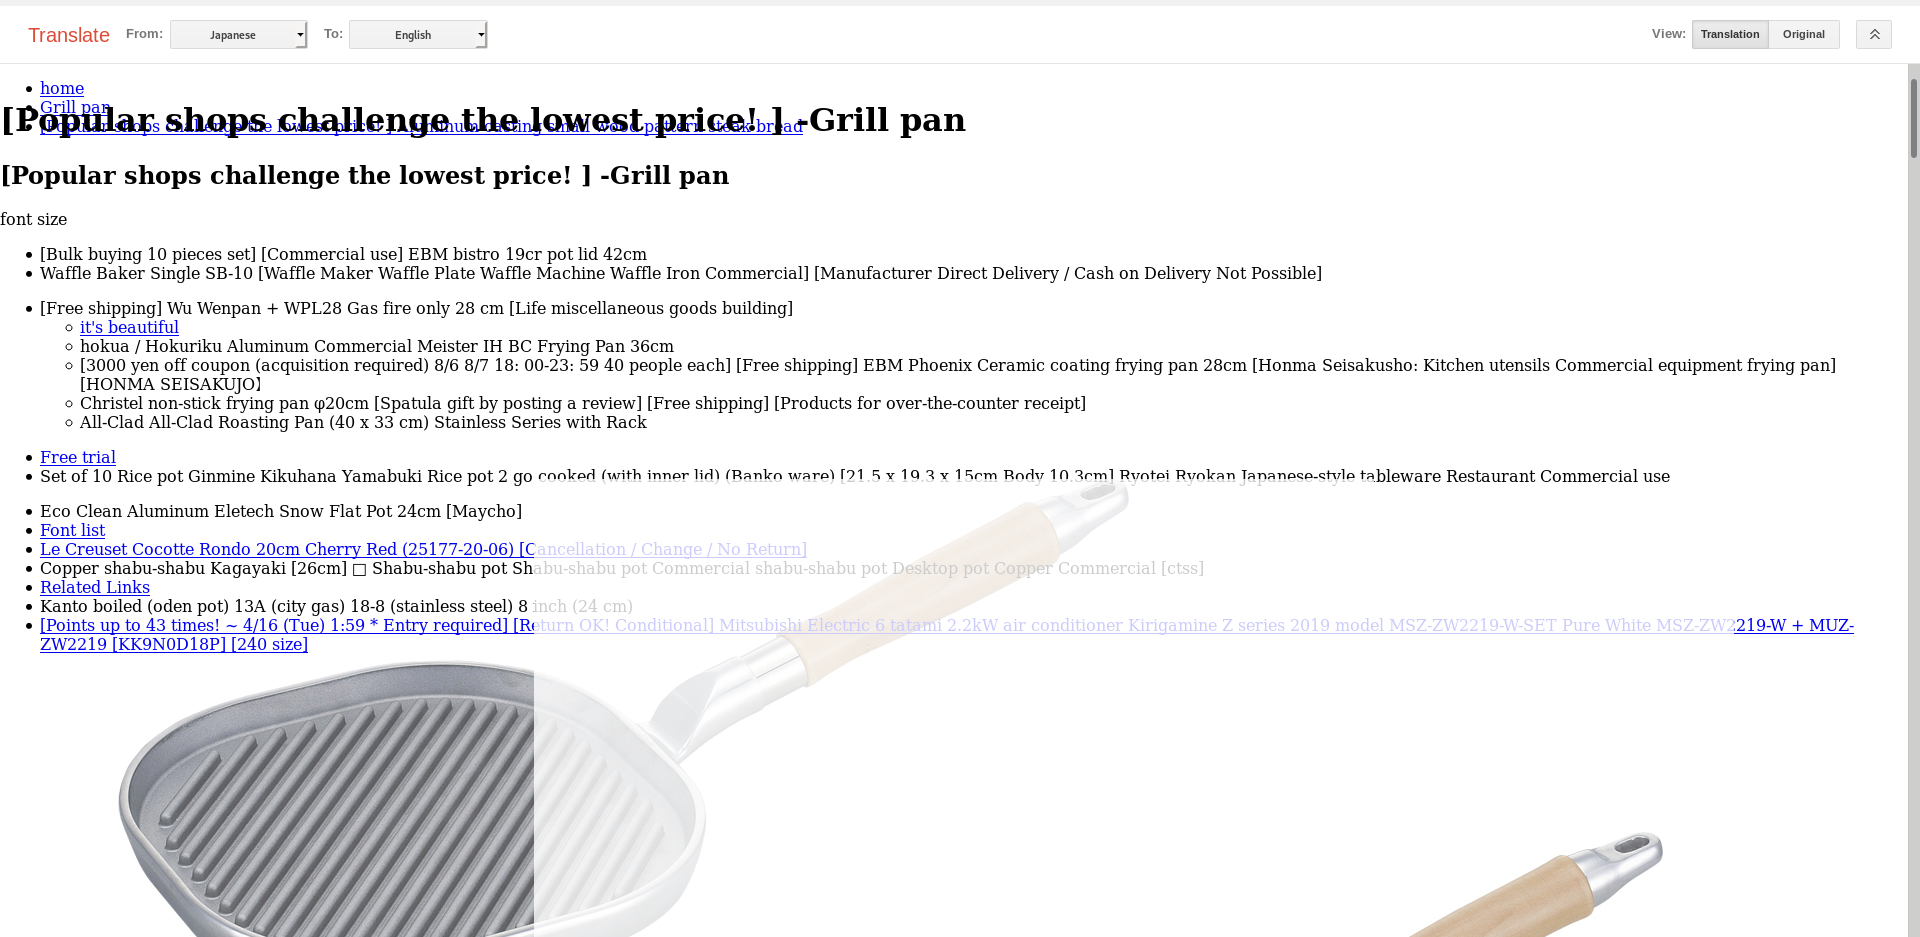 Translate From: Japanese To: English View: Translation Original
home
Grill pan
[Popular shops challenge the lowest price! ] Aluminum casting small wood pattern steak bread
[Popular shops challenge the lowest price! ] -Grill pan
[Popular shops challenge the lowest price! ] -Grill pan
font size
[Bulk buying 10 pieces set] [Commercial use] EBM bistro 19cr pot lid 42cm
Waffle Baker Single SB-10 [Waffle Maker Waffle Plate Waffle Machine Waffle Iron Commercial] [Manufacturer Direct Delivery / Cash on Delivery Not Possible]
[Free shipping] Wu Wenpan + WPL28 Gas fire only 28 cm [Life miscellaneous goods building]
it's beautiful
hokua / Hokuriku Aluminum Commercial Meister IH BC Frying Pan 36cm
[3000 yen off coupon (acquisition required) 8/6 8/7 18: 00-23: 59 40 people each] [Free shipping] EBM Phoenix Ceramic coating frying pan 28cm [Honma Seisakusho: Kitchen utensils Commercial equipment frying pan]
[HONMA SEISAKUJO】
Christel non-stick frying pan φ20cm [Spatula gift by posting a review] [Free shipping] [Products for over-the-counter receipt]
All-Clad All-Clad Roasting Pan (40 x 33 cm) Stainless Series with Rack
Free trial
Set of 10 Rice pot Ginmine Kikuhana Yamabuki Rice pot 2 go cooked (with inner lid) (Banko ware) [21.5 x 19.3 x 15cm Body 10.3cm] Ryotei Ryokan Japanese-style tableware Restaurant Commercial use
Eco Clean Aluminum Eletech Snow Flat Pot 24cm [Maycho]
Font list
Le Creuset Cocotte Rondo 20cm Cherry Red (25177-20-06) [Cancellation / Change / No Return]
Copper shabu-shabu Kagayaki [26cm] □ Shabu-shabu pot Shabu-shabu pot Commercial shabu-shabu pot Desktop pot Copper Commercial [ctss]
Related Links
Kanto boiled (oden pot) 13A (city gas) 18-8 (stainless steel) 8 inch (24 cm)
[Points up to 43 times! ~ 4/16 (Tue) 1:59 * Entry required] [Return OK! Conditional] Mitsubishi Electric 6 tatami 2.2kW air conditioner Kirigamine Z series 2019 model MSZ-ZW2219-W-SET Pure White MSZ-ZW2219-W + MUZ-
ZW2219 [KK9N0D18P] [240 size]